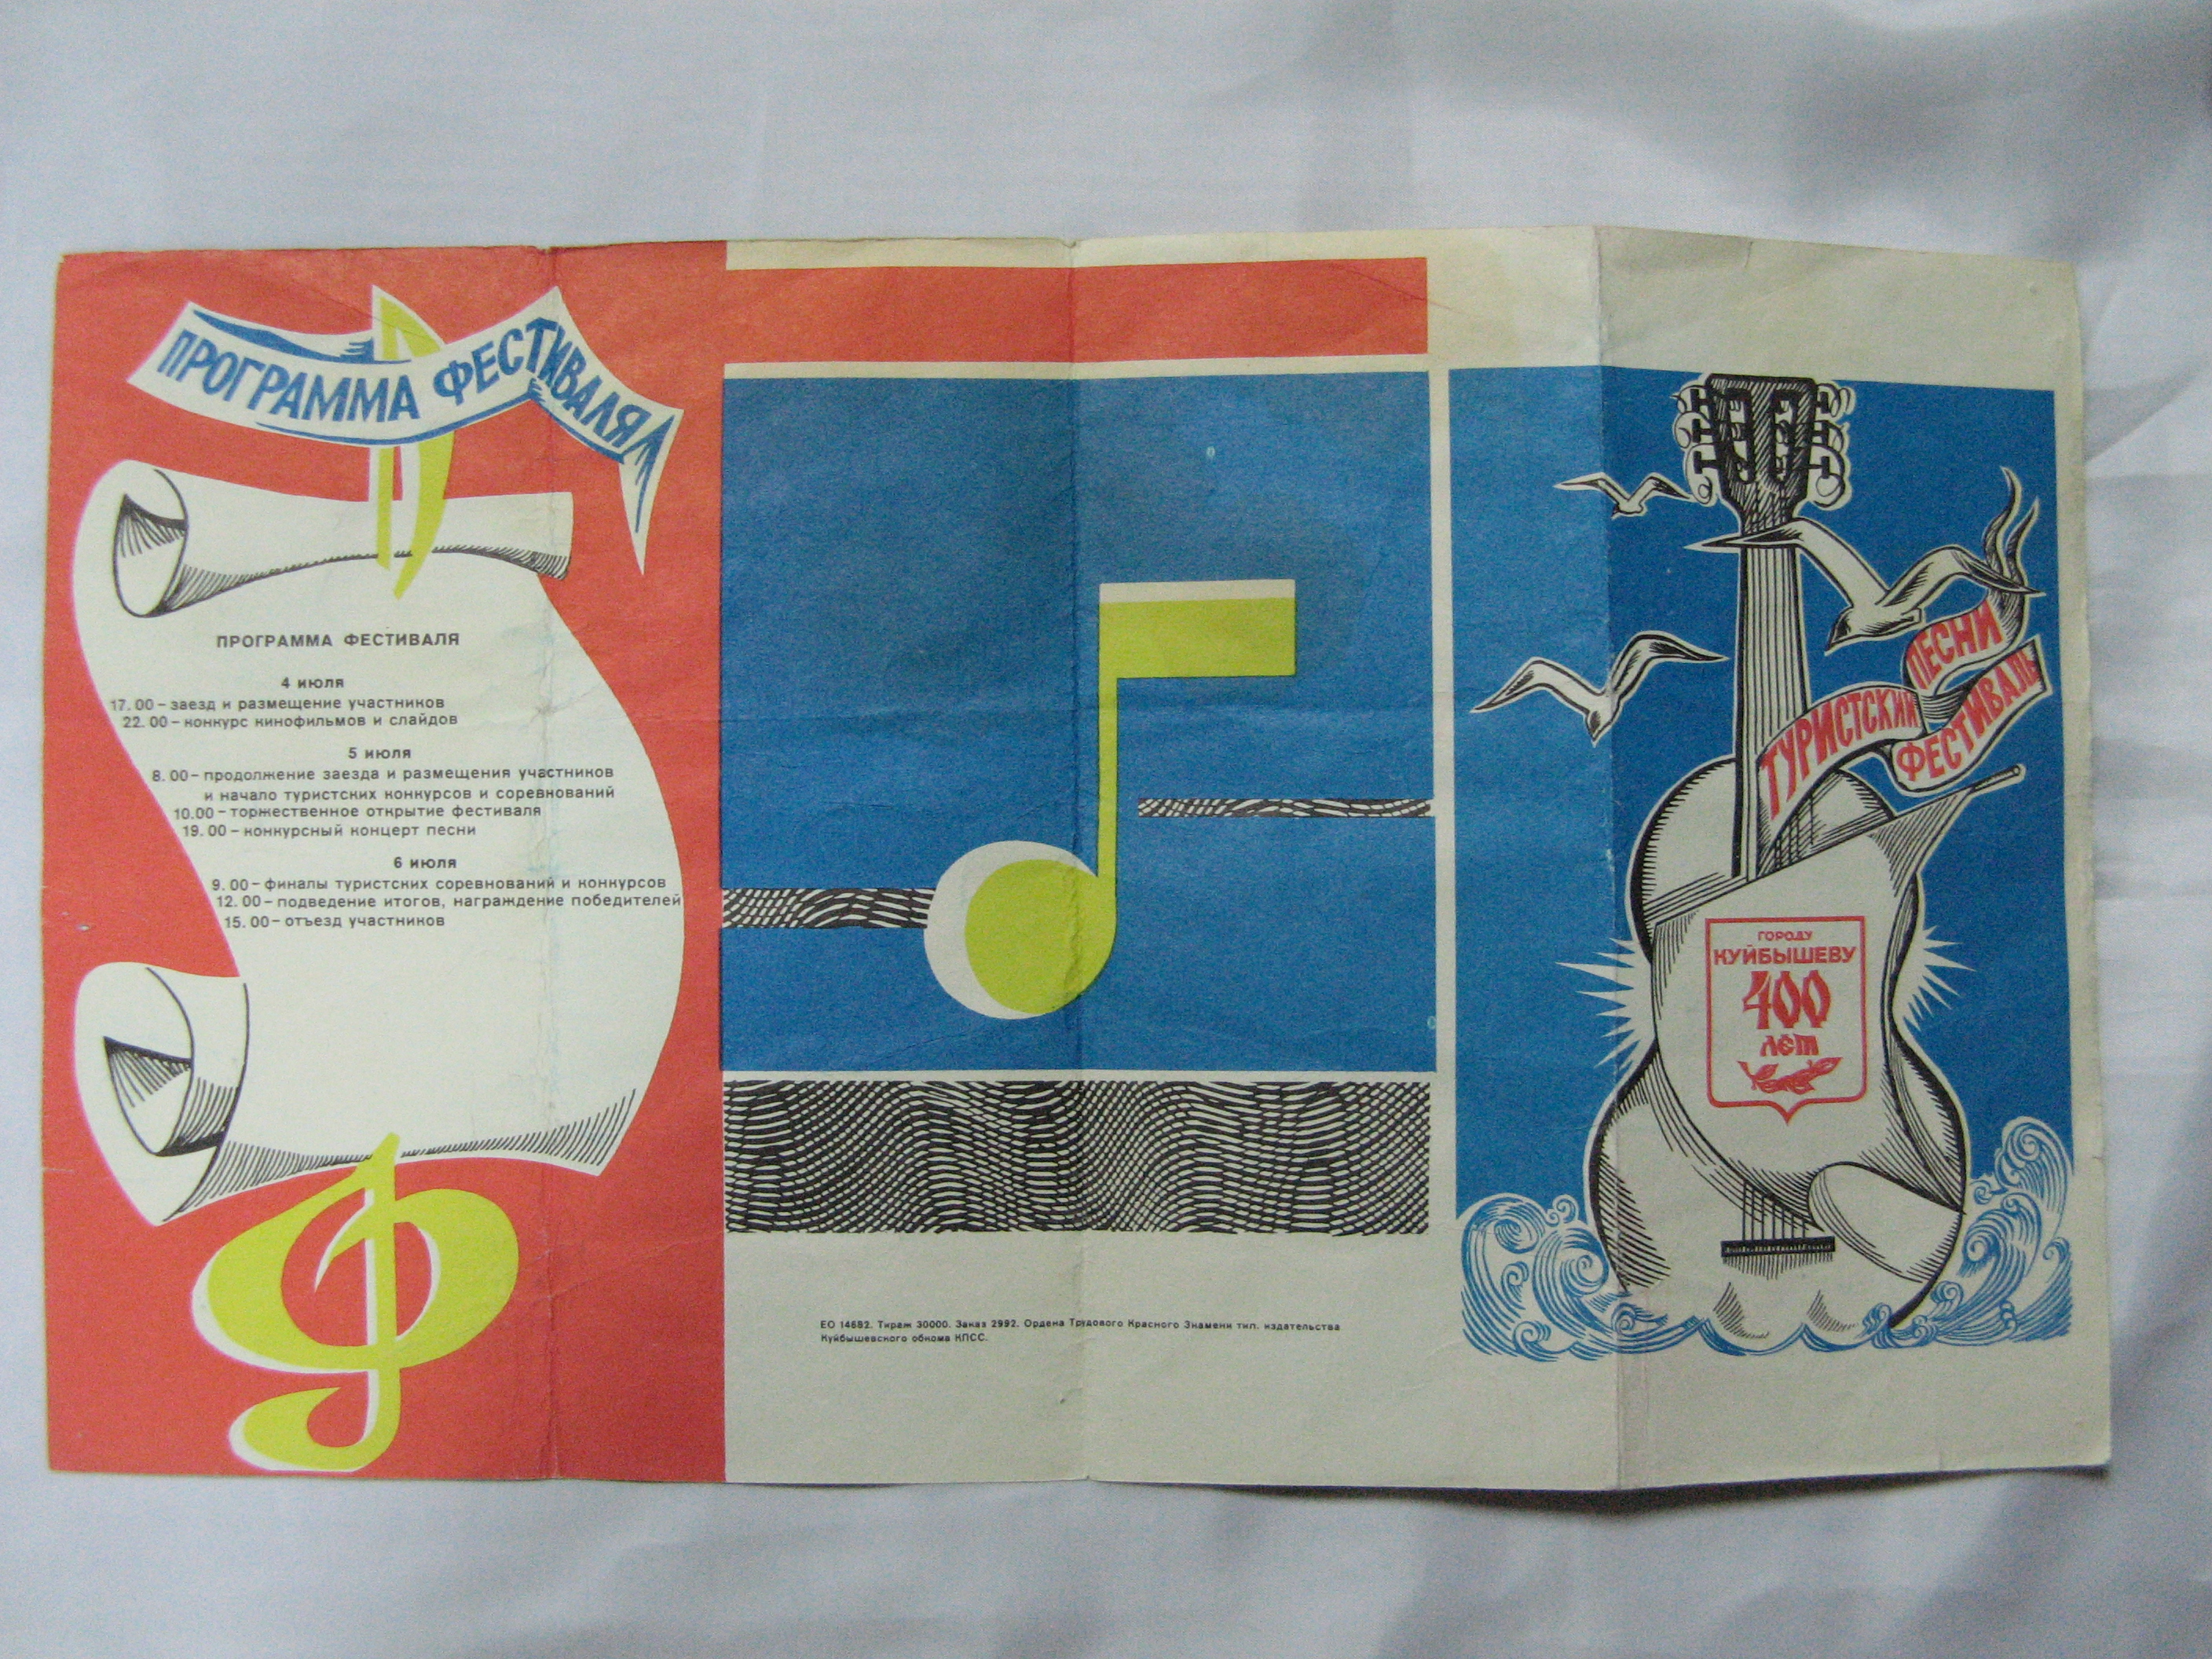 ПРОГРАММА ФЕСТИВАЛЯ
ПРОГРАММА ФЕСТИВАЛЯ
4 июля
17.00 – заезд и размещение участников
22.00 – конкурс кинофильмов и слайдов
5 июля
8.00 – продолжение заезда и размещения участников
и начало туристских конкурсов и соревнований
10.00 – торжественное открытие фестиваля
19.00 – конкурсный концерт песни
6 июля
9.00 – финалы туристских соревнований и конкурсов
12.00 – подведение итогов, награждение победителей
15.00 – отъезд участников
ЕО 14682. Тираж 30000. Заказ 2992. Ордена Трудового Красного Знамени тип. издательства
Куйбышевского обкома КПСС.
ТУРИСТСКИЙ
ФЕСТИВАЛЬ
ПЕСНИ
ГОРОДУ
КУЙБЫШЕВУ
400
лет